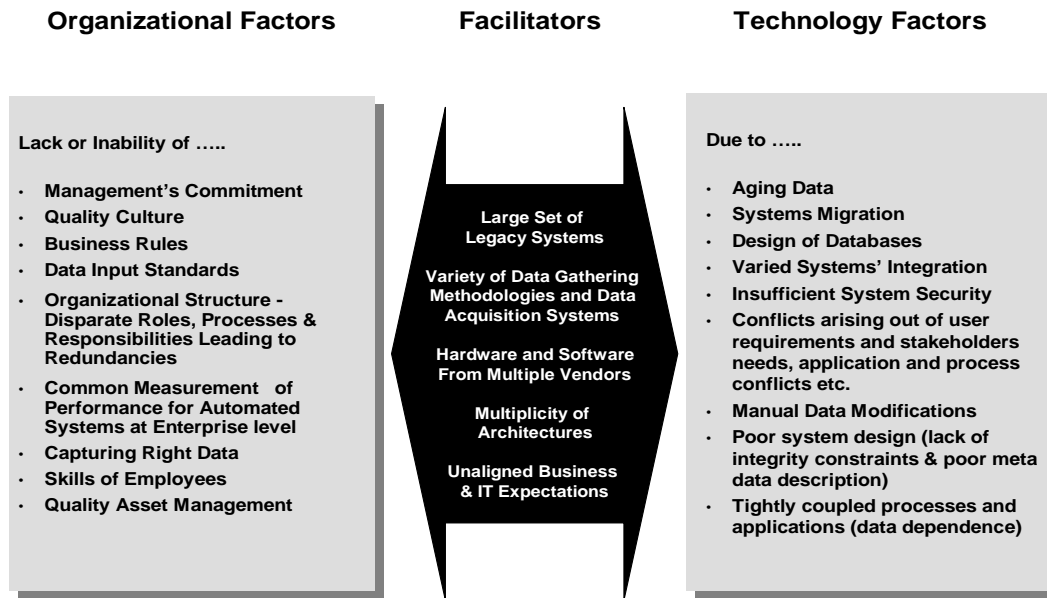 Organizational Factors
Facilitators
Technology Factors
Lack or Inability of …..
• Management's Commitment
• Quality Culture
• Business Rules
• Data Input Standards
• Organizational Structure -
Disparate Roles, Processes &
Responsibilities Leading to
Redundancies
• Common Measurement of
Performance for Automated
Systems at Enterprise level
• Capturing Right Data
• Skills of Employees
• Quality Asset Management
Large Set of
Legacy Systems
Variety of Data Gathering
Methodologies and Data
Acquisition Systems
Hardware and Software
From Multiple Vendors
Multiplicity of
Architectures
Unaligned Business
& IT Expectations
Due to …..
• Aging Data
• Systems Migration
• Design of Databases
• Varied Systems' Integration
• Insufficient System Security
• Conflicts arising out of user
requirements and stakeholders
needs, application and process
conflicts etc.
• Manual Data Modifications
• Poor system design (lack of
integrity constraints & poor meta
data description)
• Tightly coupled processes and
applications (data dependence)